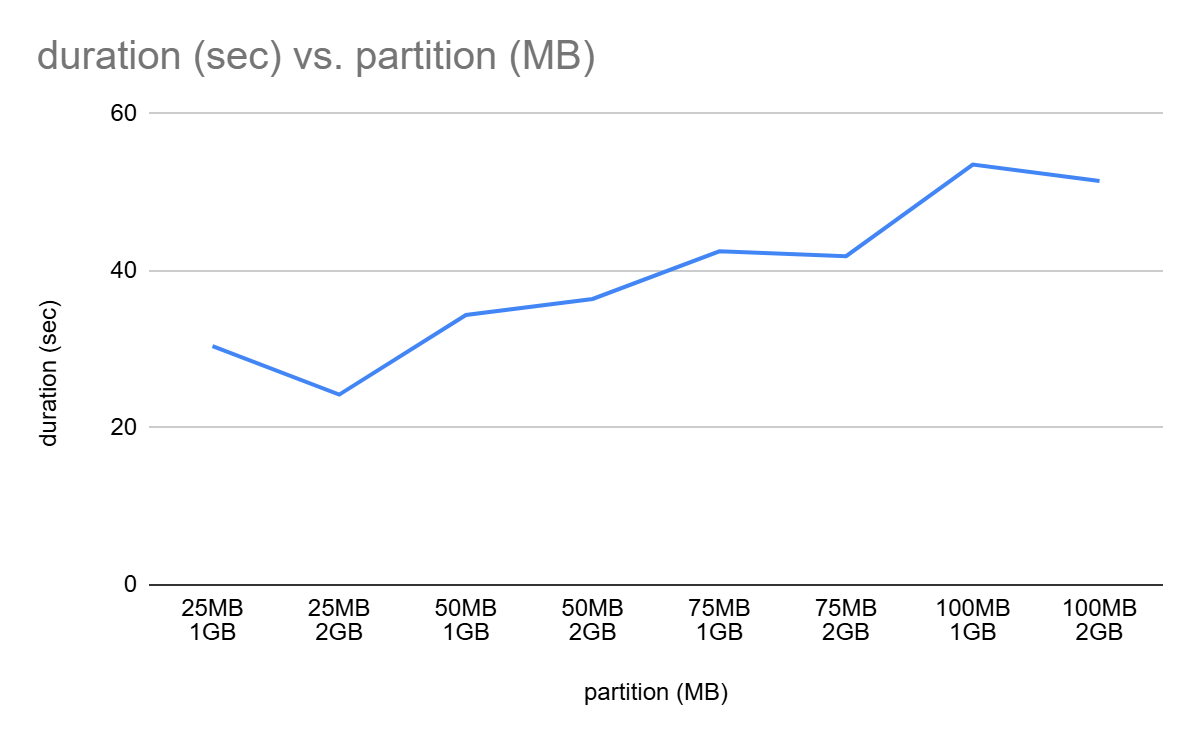 duration (sec) vs. partition (MB)
60
40
20
0
duration (sec)
25MB 25MB 50MB 50MB 75MB 75MB 100MB 100MB
1GB 2GB 1GB 2GB 1GB 2GB 1GB 2GB
partition (MB)